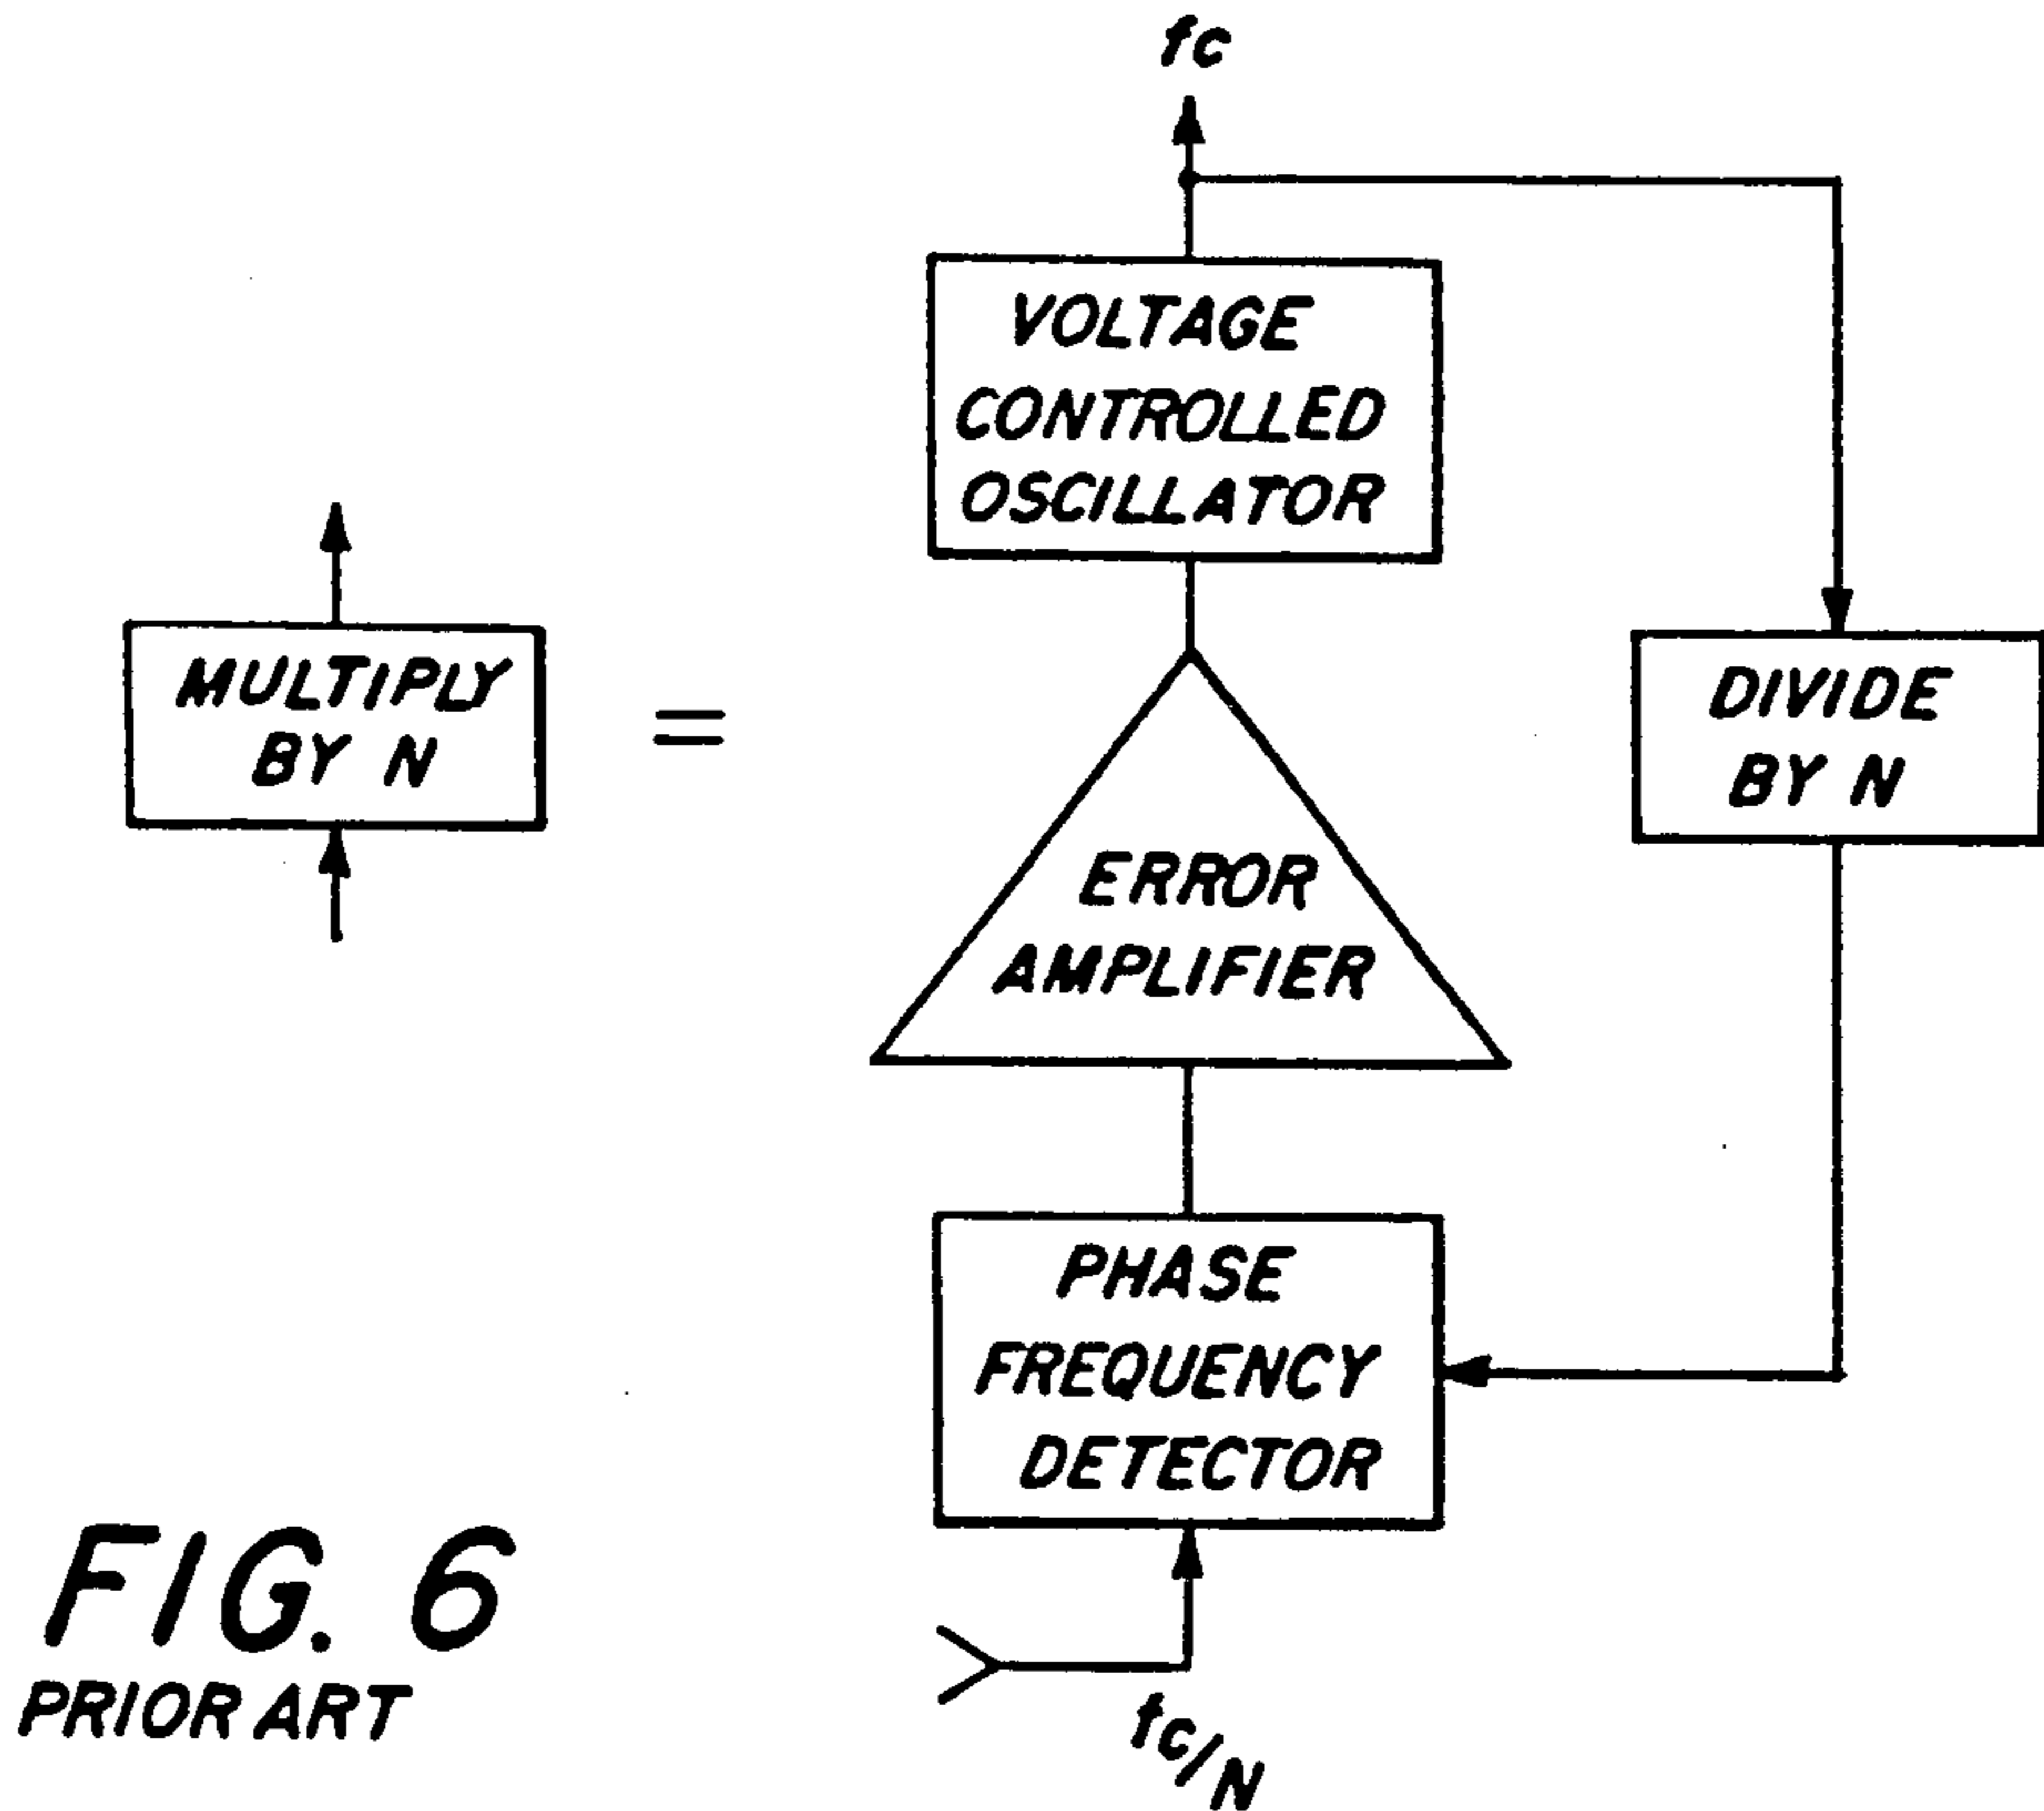 fc
VOLTAGE
CONTROLLED
OSCILLATOR
MULTIPLY
BY N
=
DIVIDE
BY N
ERROR
AMPLIFIER
PHASE
FREQUENCY
DETECTOR
fc/N
FIG. 6
PRIOR ART